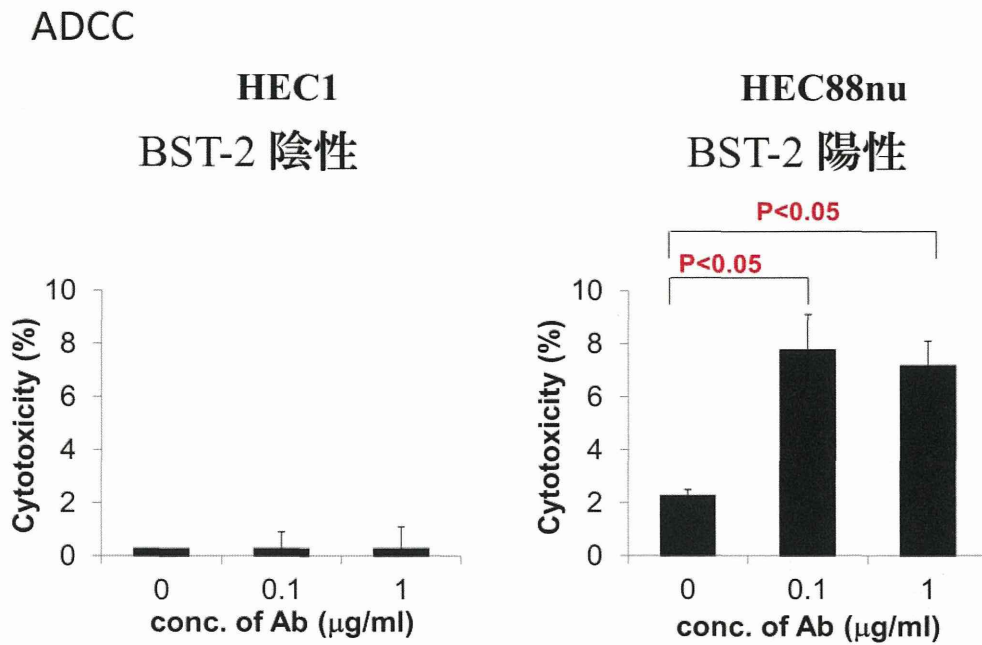 ADCC
HEC1
BST-2 陰性
Cytotoxicity (%)
10
8
6
4
2
0
0 0.1 1
conc. of Ab (μg/ml)
HEC88nu
BST-2 陽性
P<0.05
P<0.05
Cytotoxicity (%)
10
8
6
4
2
0
0 0.1 1
conc. of Ab (μg/ml)